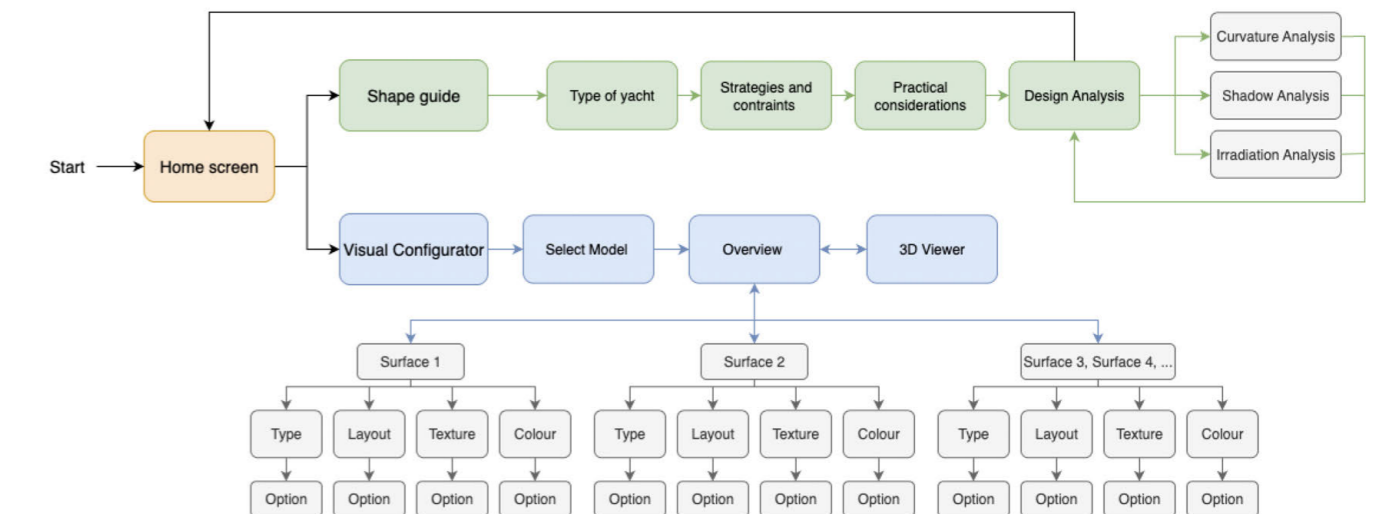 Curvature Analysis
Shape guide
Type of yacht
Strategies and
contraints
Practical
considerations
Design Analysis
Shadow Analysis
Start
Home screen
Irradiation Analysis
Visual Configurator
Select Model
Overview
3D Viewer
Surface 1
Surface 2
Surface 3, Surface 4, ...
Type
Layout
Texture
Colour
Type
Layout
Texture
Colour
Type
Layout
Texture
Colour
Option
Option
Option
Option
Option
Option
Option
Option
Option
Option
Option
Option